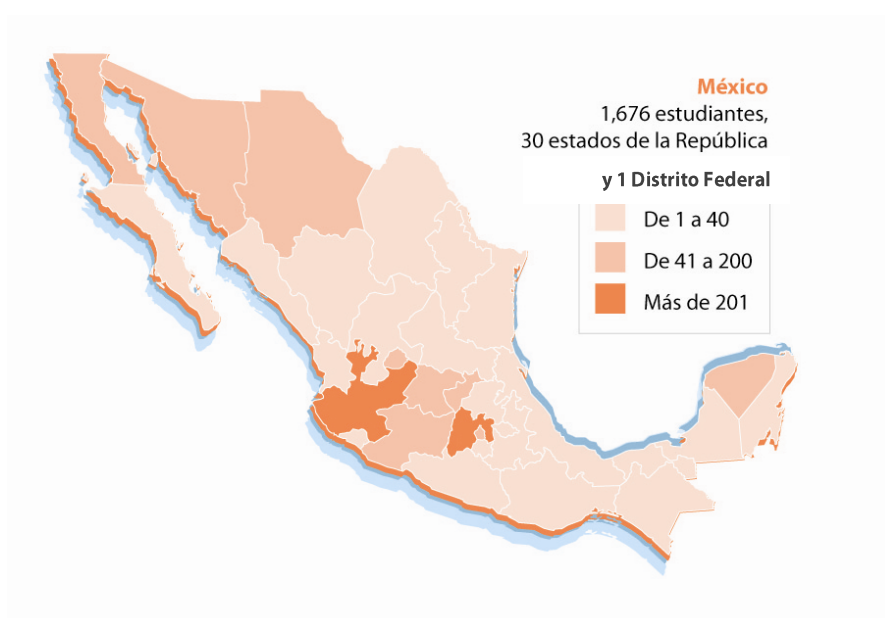 México
1,676 estudiantes,
30 estados de la República
y 1 Distrito Federal
De 1 a 40
De 41 a 200
Más de 201